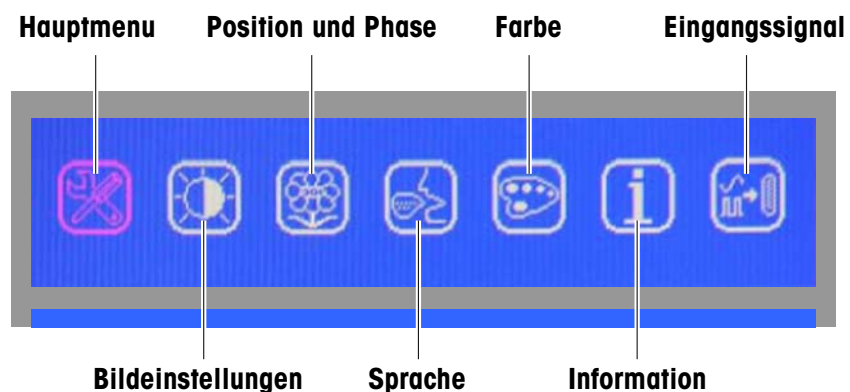 Hauptmenu Position und Phase Farbe Eingangssignal
Bildeinstellungen Sprache Information